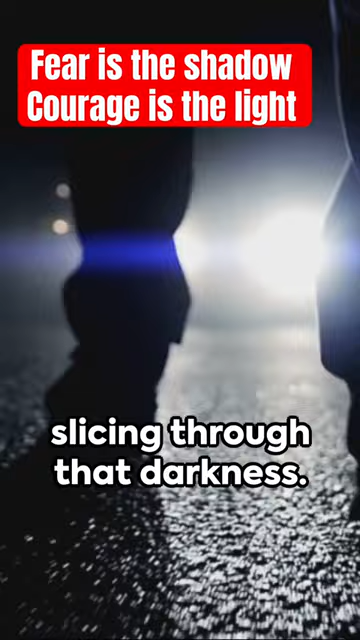 Fear is the shadow
Courage is the light
slicing through
that darkness.